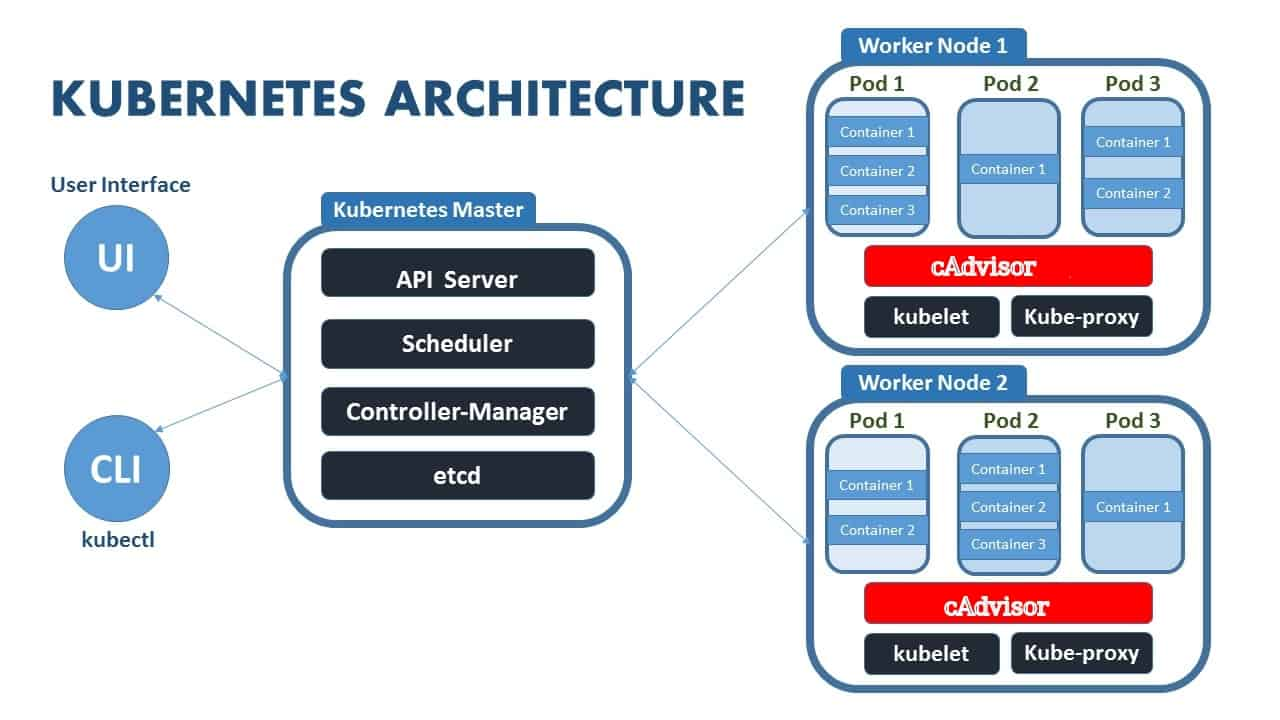 KUBERNETES ARCHITECTURE
User Interface
UI
CLI
kubectl
Kubernetes Master
API Server
Scheduler
Controller-Manager
etcd
Worker Node 1
Pod 1
Container 1
Container 2
Container 3
Pod 2
Container 1
Pod 3
Container 1
Container 2
cAdvisor
kubelet
Kube-proxy
Worker Node 2
Pod 1
Container 1
Container 2
Pod 2
Container 1
Container 2
Container 3
Pod 3
Container 1
cAdvisor
kubelet
Kube-proxy